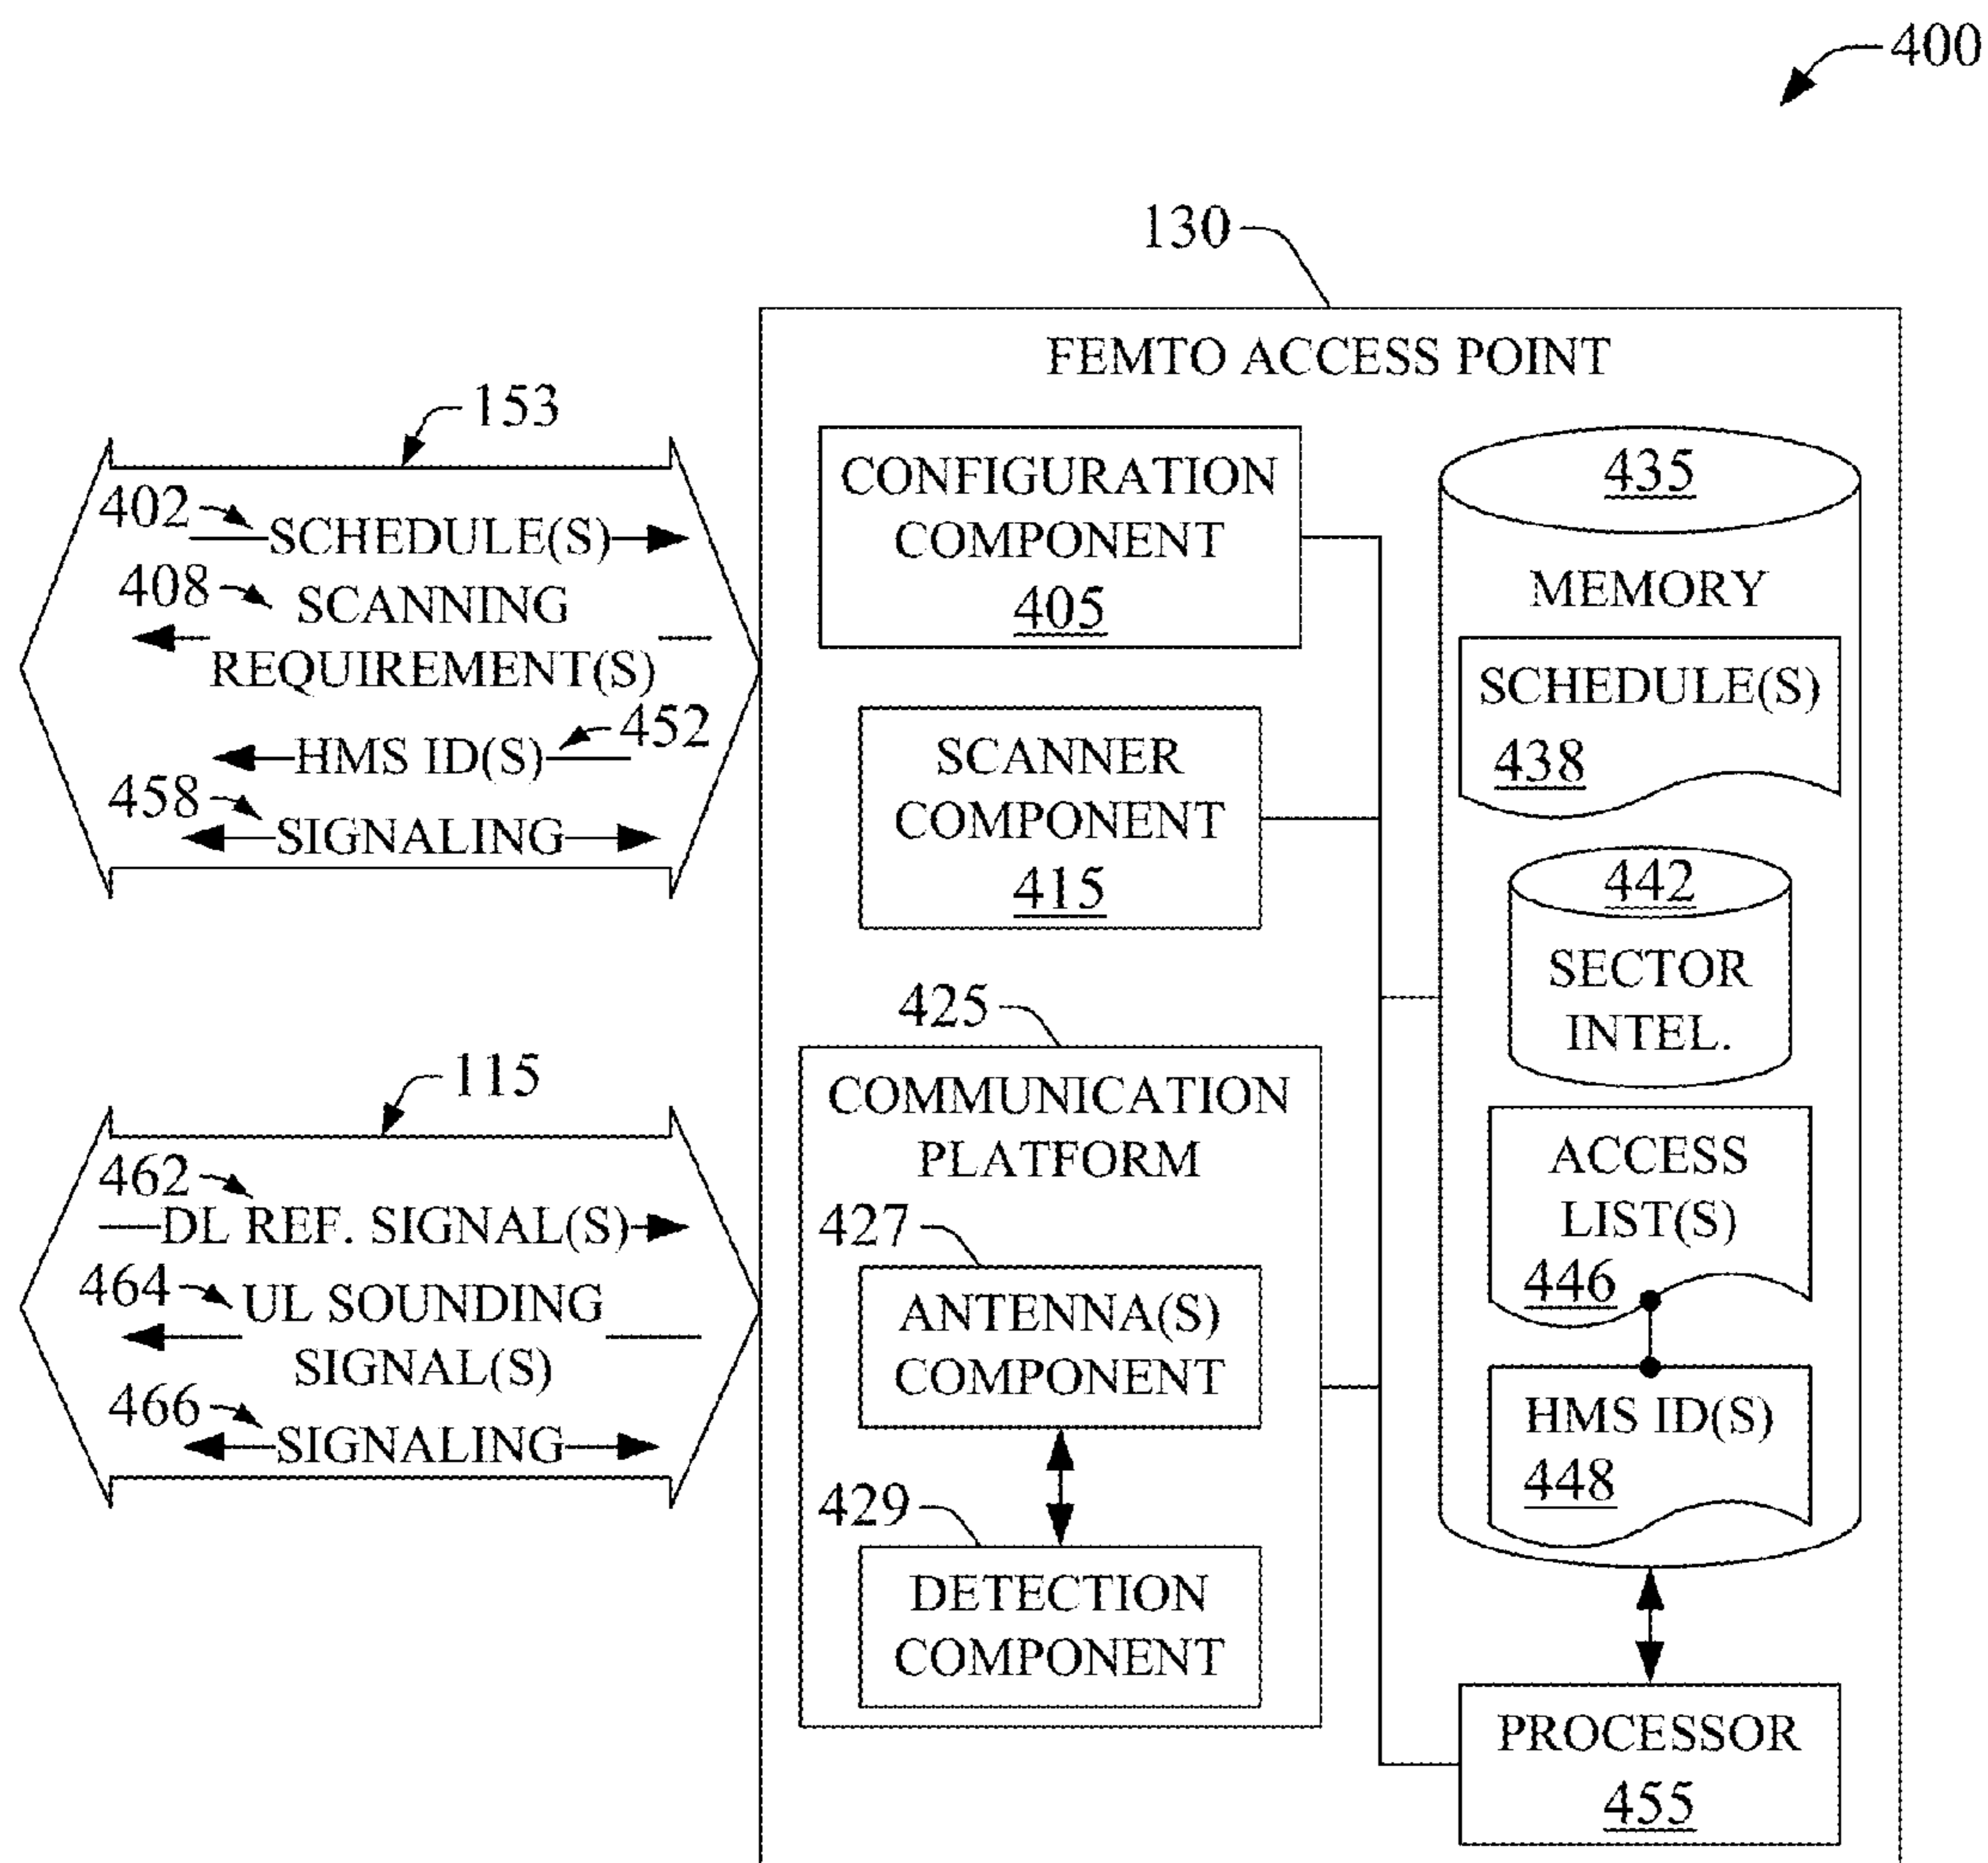 400
130
FEMTO ACCESS POINT
153
402
SCHEDULE(S)
408
SCANNING
REQUIREMENT(S)
HMS ID(S)
452
458
SIGNALING
115
462
DL REF. SIGNAL(S)
464
UL SOUNDING
SIGNAL(S)
466
SIGNALING
CONFIGURATION
COMPONENT
405
SCANNER
COMPONENT
415
425
COMMUNICATION
PLATFORM
427
ANTENNA(S)
COMPONENT
429
DETECTION
COMPONENT
435
MEMORY
SCHEDULE(S)
438
442
SECTOR
INTEL.
ACCESS
LIST(S)
446
HMS ID(S)
448
PROCESSOR
455